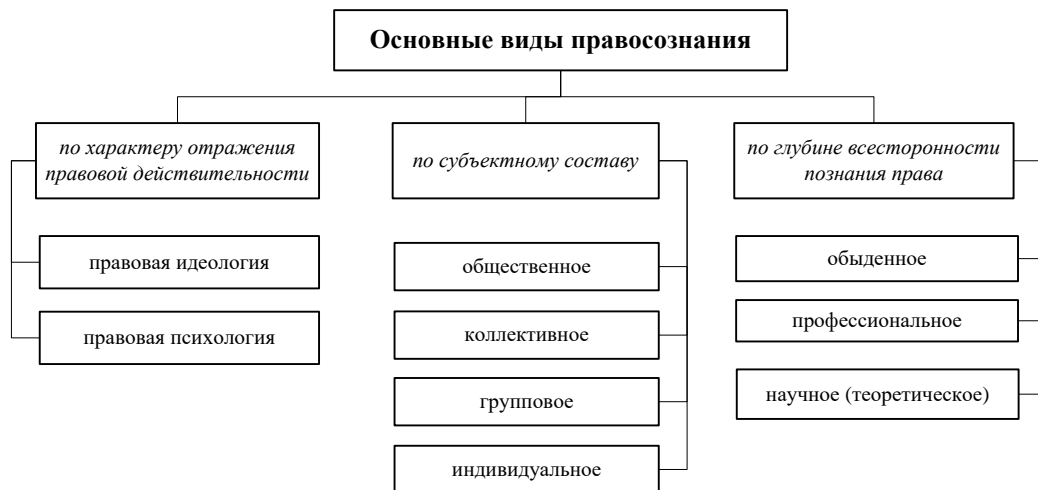 Основные виды правосознания
по характеру отражения
правовой действительности
правовая идеология
правовая психология
по субъектному составу
общественное
коллективное
групповое
индивидуальное
по глубине всесторонности
познания права
обыденное
профессиональное
научное (теоретическое)